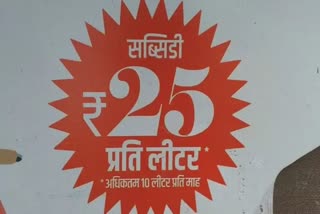 सब्सिडी
₹25
प्रति लीटर*
*अधिकतम 10 लीटर प्रति माह